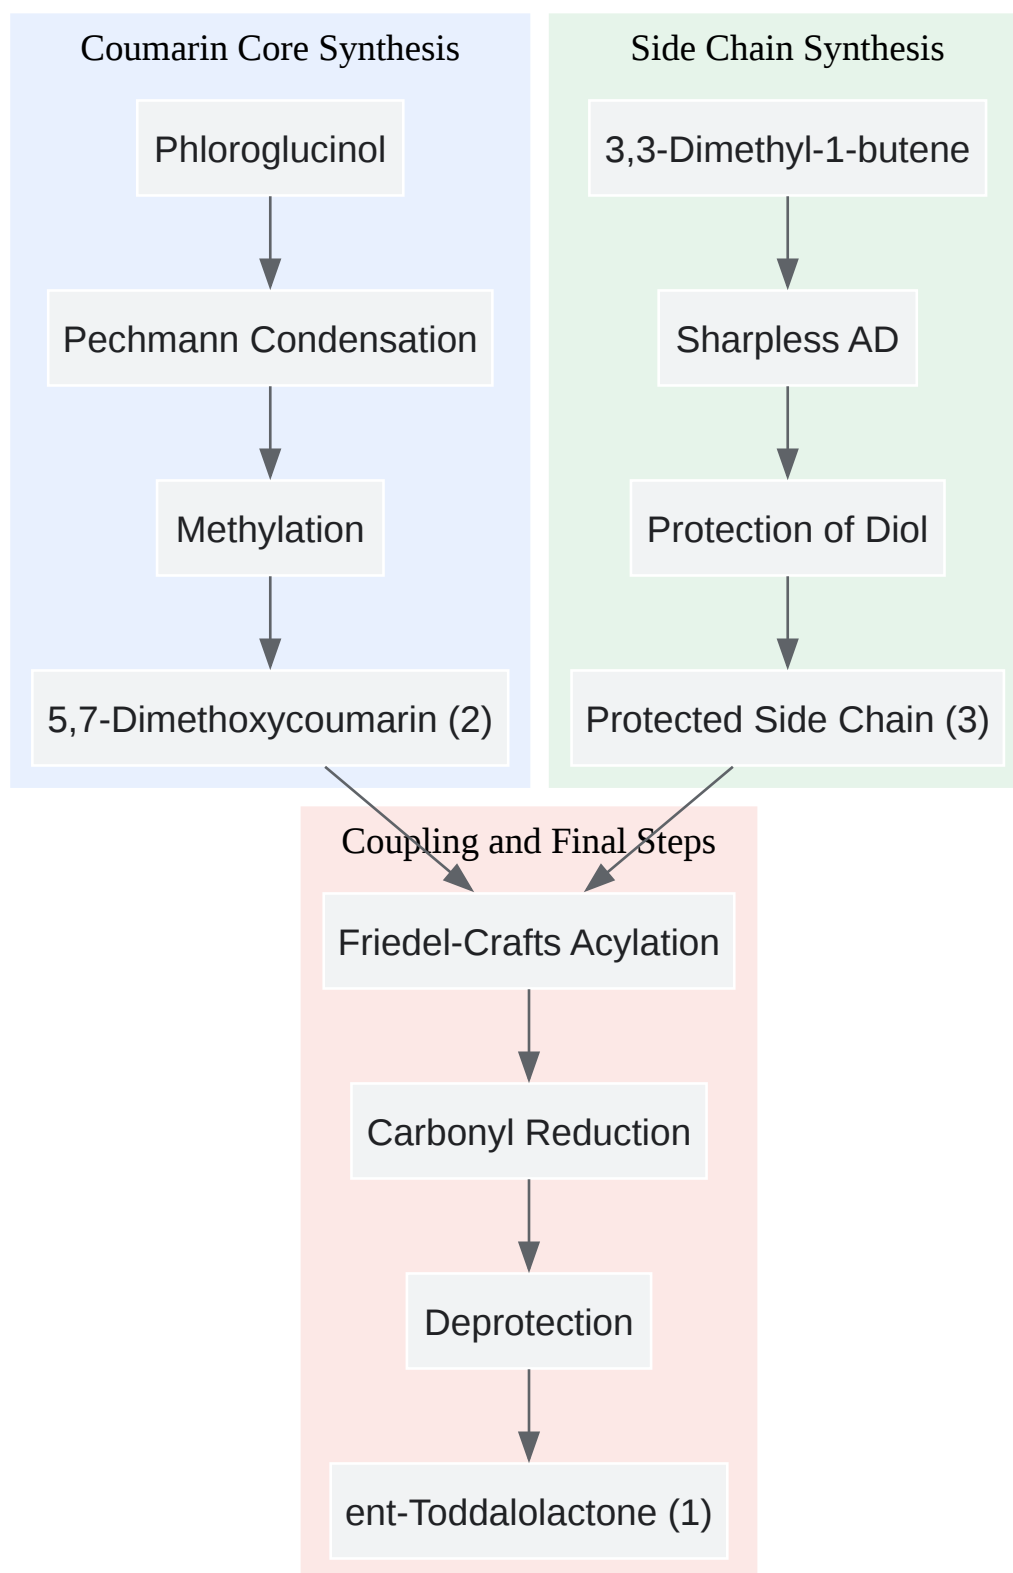 Coumarin Core Synthesis
Phloroglucinol
Pechmann Condensation
Methylation
5,7-Dimethoxycoumarin (2)
Side Chain Synthesis
3,3-Dimethyl-1-butene
Sharpless AD
Protection of Diol
Protected Side Chain (3)
Coupling and Final Steps
Friedel-Crafts Acylation
Carbonyl Reduction
Deprotection
ent-Toddalolactone (1)